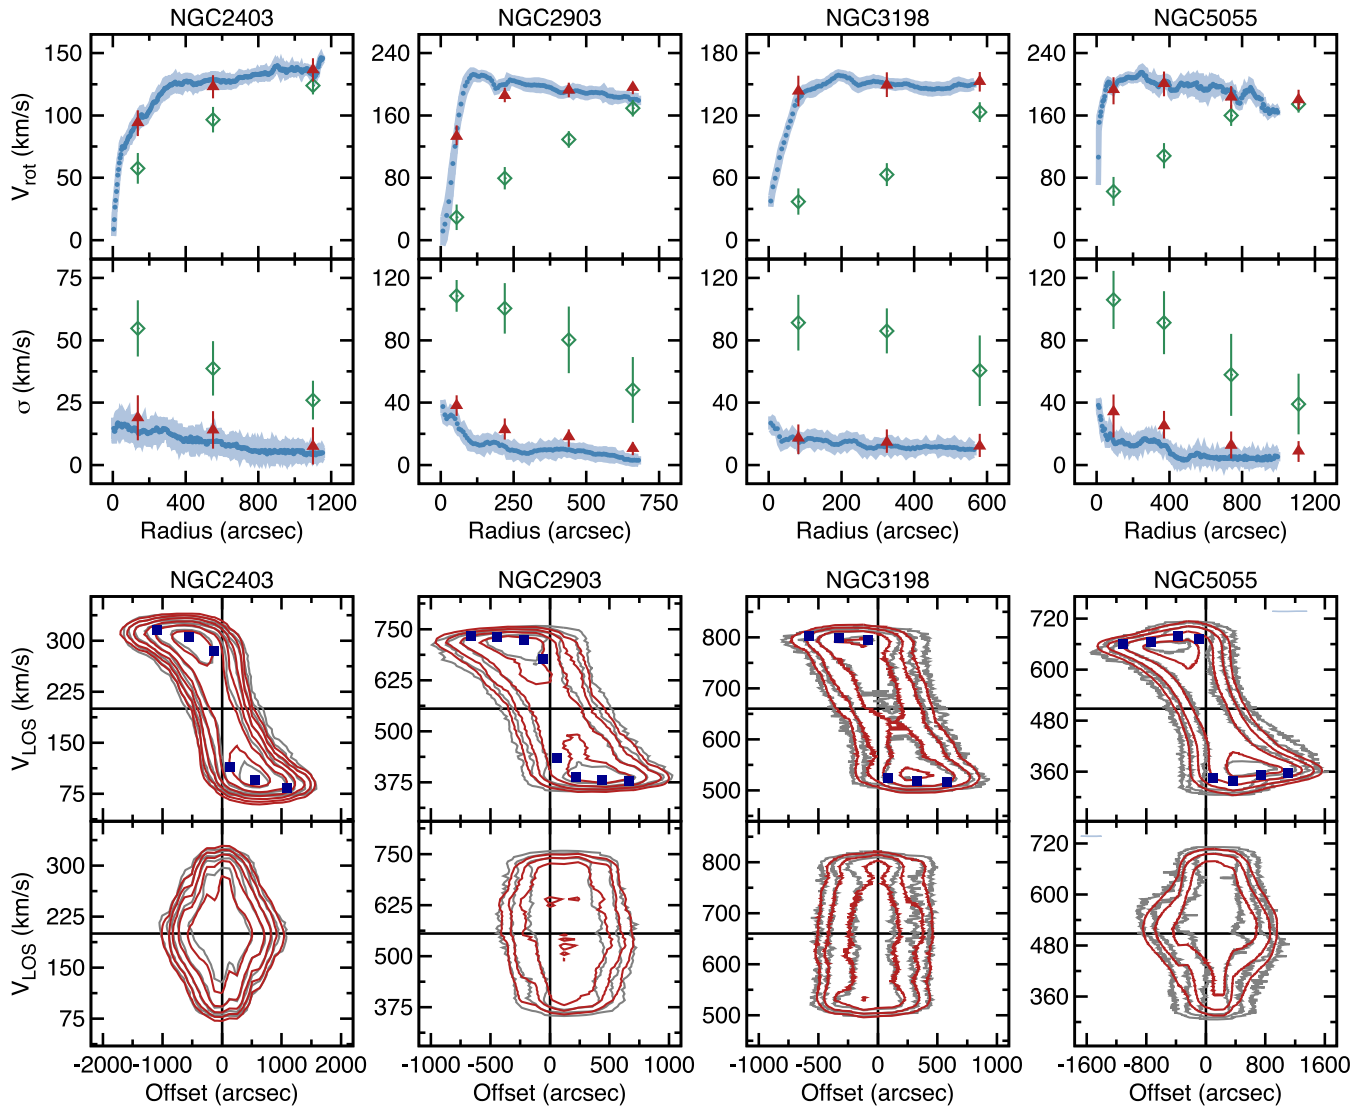 NGC2403 NGC2903 NGC3198 NGC5055
V_rot (km/s)
150 100 50 0
240 160 80 0
180 120 60 0
240 160 80 0
σ (km/s)
75 50 25 0
120 80 40 0
120 80 40 0
120 80 40 0
0 400 800 1200
0 250 500 750
0 200 400 600
0 400 800 1200
Radius (arcsec) Radius (arcsec) Radius (arcsec) Radius (arcsec)
NGC2403 NGC2903 NGC3198 NGC5055
V_LOS (km/s)
300 225 150 75
750 625 500 375
800 700 600 500
720 600 480 360
V_LOS (km/s)
300 225 150 75
750 625 500 375
800 700 600 500
720 600 480 360
-2000 -1000 0 1000 2000
-1000 -500 0 500 1000
-1000 -500 0 500 1000
-1600 -800 0 800 1600
Offset (arcsec) Offset (arcsec) Offset (arcsec) Offset (arcsec)